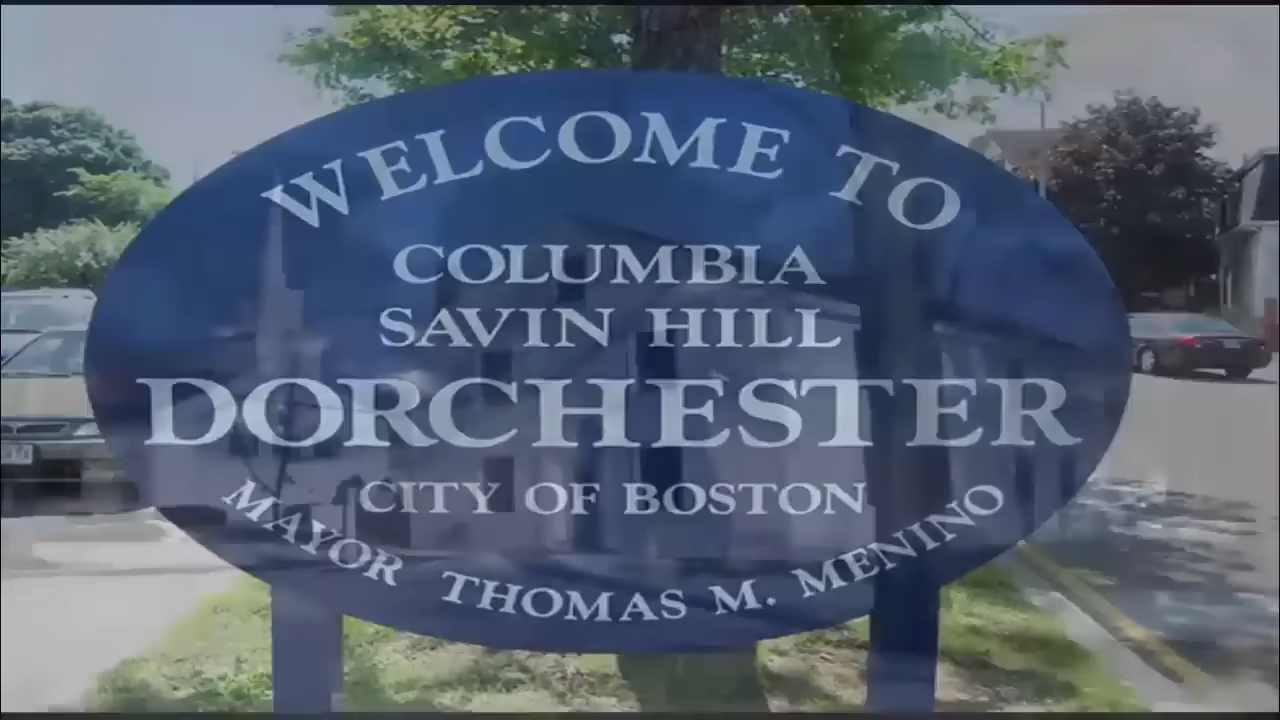 WELCOME TO
COLUMBIA
SAVIN HILL
DORCHESTER
CITY OF BOSTON
MAYOR THOMAS M. MENINO